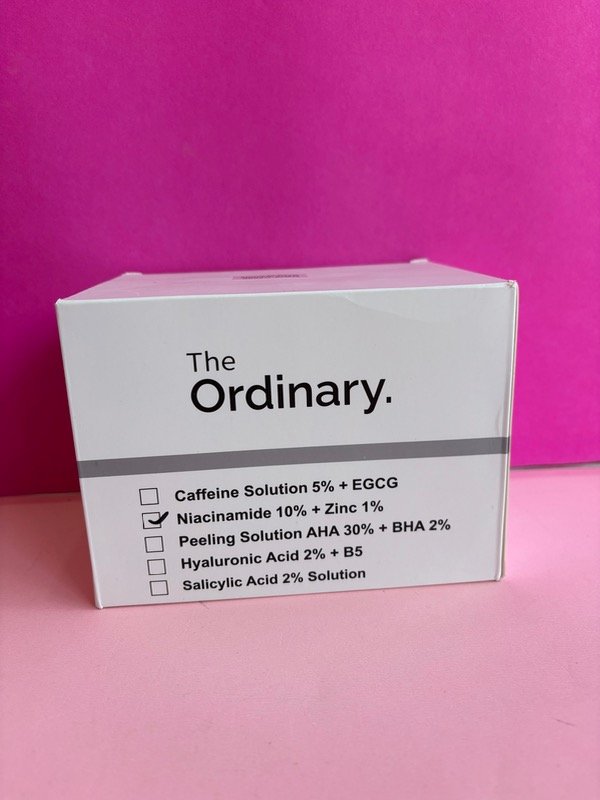 The
Ordinary.
Caffeine Solution 5% + EGCG
Niacinamide 10% + Zinc 1%
Peeling Solution AHA 30% + BHA 2%
Hyaluronic Acid 2% + B5
Salicylic Acid 2% Solution